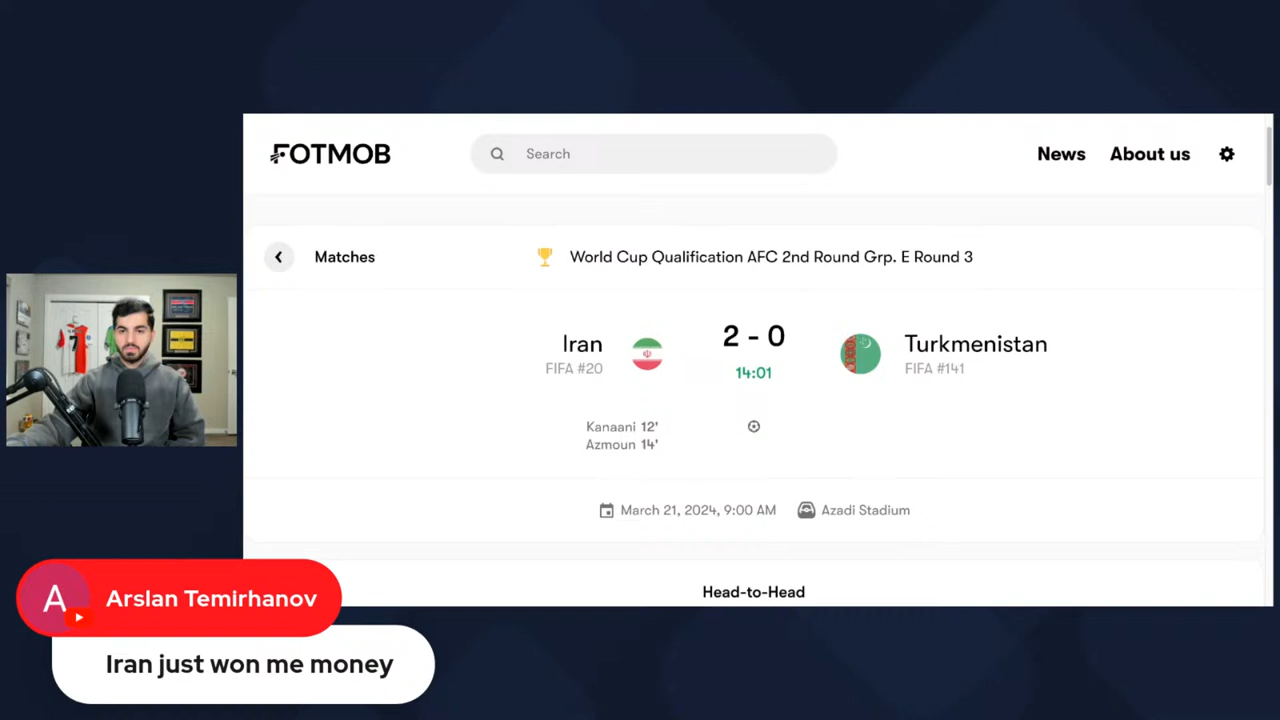 FOTMOB
Search
News
About us
Matches
World Cup Qualification AFC 2nd Round Grp. E Round 3
Iran
FIFA #20
2 - 0
14:01
Turkmenistan
FIFA #141
Kanaani 12'
Azmoun 14'
March 21, 2024, 9:00 AM
Azadi Stadium
Head-to-Head
A
Arslan Temirhanov
Iran just won me money